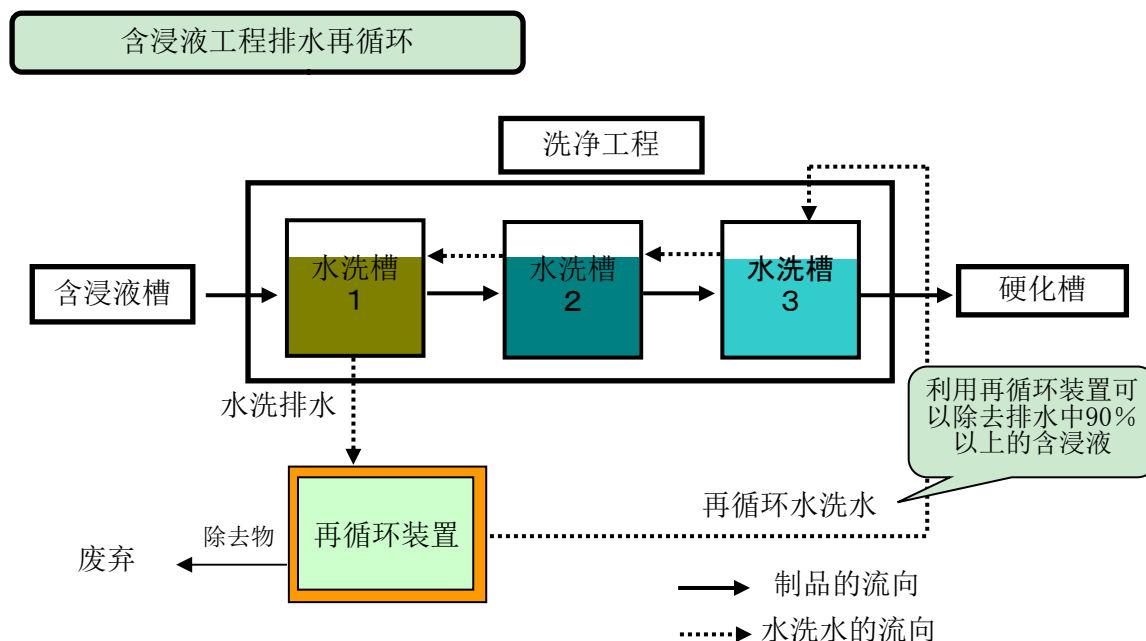 含浸液工程排水再循环
洗净工程
含浸液槽
水洗槽
1
水洗槽
2
水洗槽
3
硬化槽
水洗排水
利用再循环装置可
以除去排水中90%
以上的含浸液
再循环水洗水
再循环装置
除去物
废弃
制品的流向
水洗水的流向